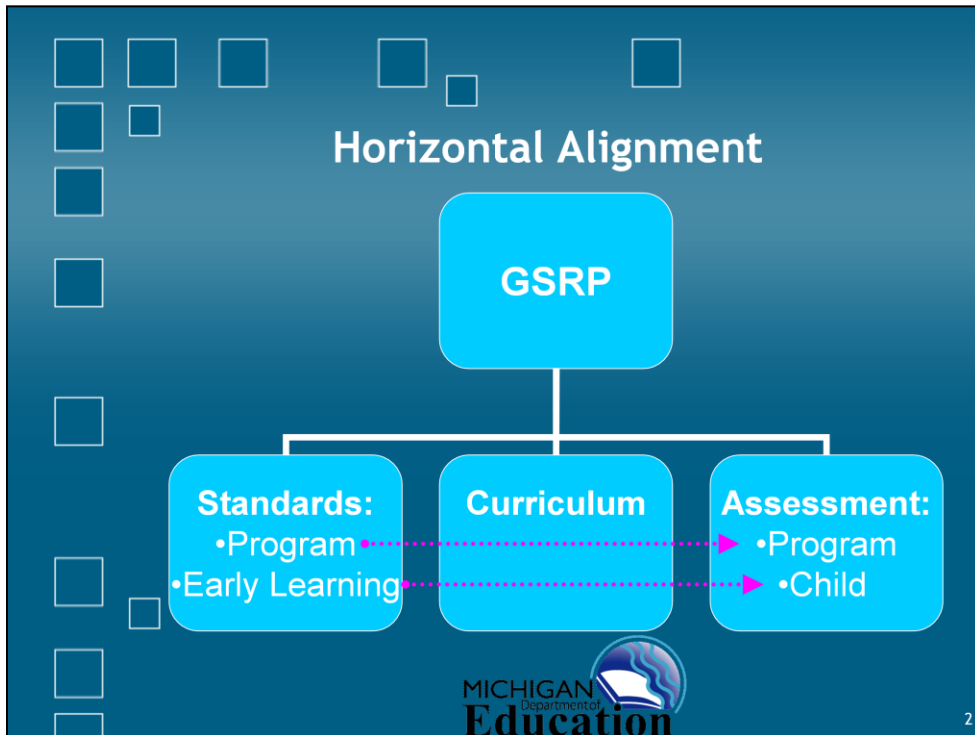 Horizontal Alignment
GSRP
Standards:
•Program
•Early Learning
Curriculum
Assessment:
•Program
•Child
MICHIGAN
Department of
Education
2